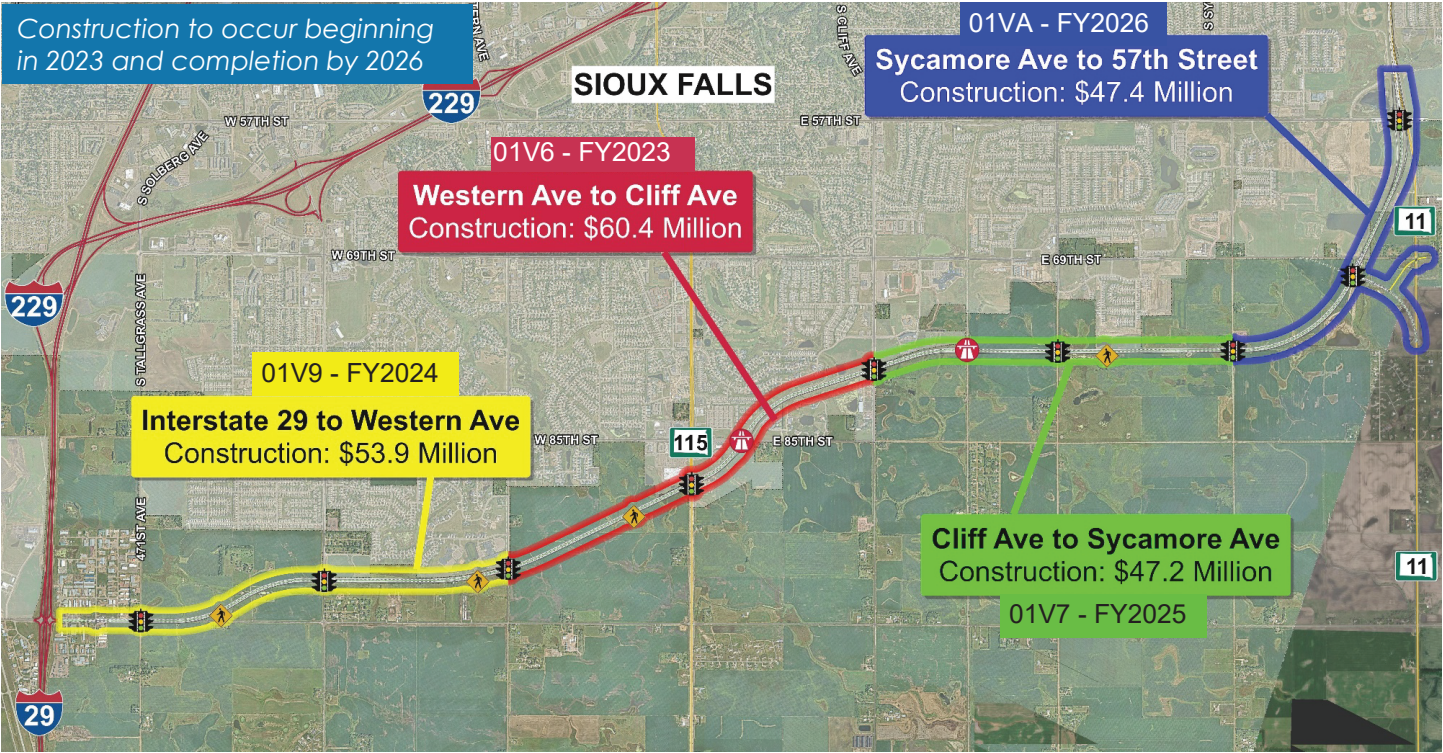 Construction to occur beginning
in 2023 and completion by 2026
SIOUX FALLS
01VA - FY2026
Sycamore Ave to 57th Street
Construction: $47.4 Million
229
W 57TH ST
E 57TH ST
S CLIFF AVE
TERN AVE
S SY
S SOLBERG AVE
01V6 - FY2023
Western Ave to Cliff Ave
Construction: $60.4 Million
11
W 69TH ST
E 69TH ST
229
S TALLGRASS AVE
01V9 - FY2024
Interstate 29 to Western Ave
Construction: $53.9 Million
W 85TH ST
115
E 85TH ST
471ST AVE
Cliff Ave to Sycamore Ave
Construction: $47.2 Million
01V7 - FY2025
11
29